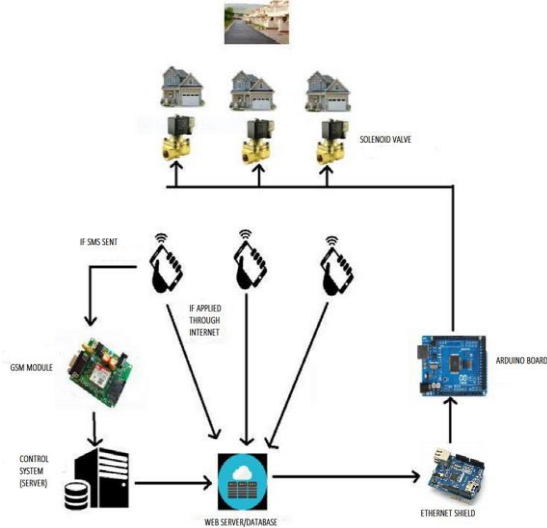 SOLENOID VALVE
IF SMS SENT
IF APPLIED
THROUGH
INTERNET
GSM MODULE
ARDUINO BOARD
CONTROL
SYSTEM
(SERVER)
ETHERNET SHIELD
WEB SERVER/DATABASE